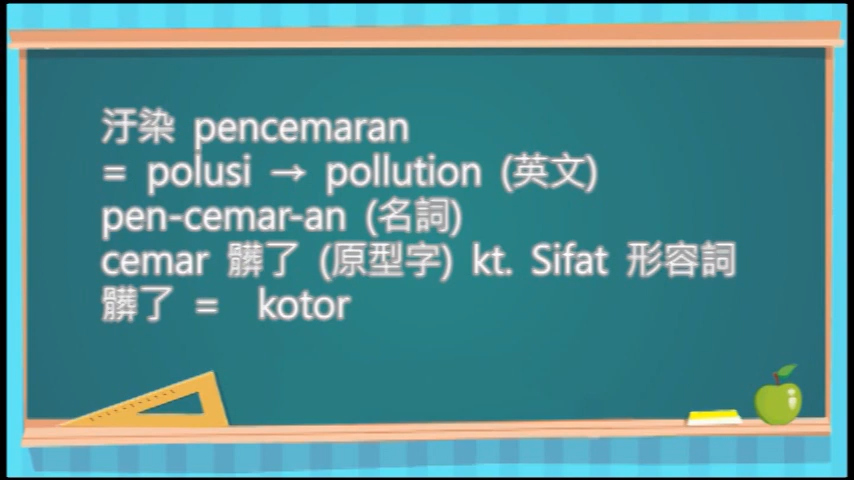 汙染 pencemaran
= polusi → pollution (英文)
pen-cemar-an (名詞)
cemar 髒了 (原型字) kt. Sifat 形容詞
髒了 = kotor